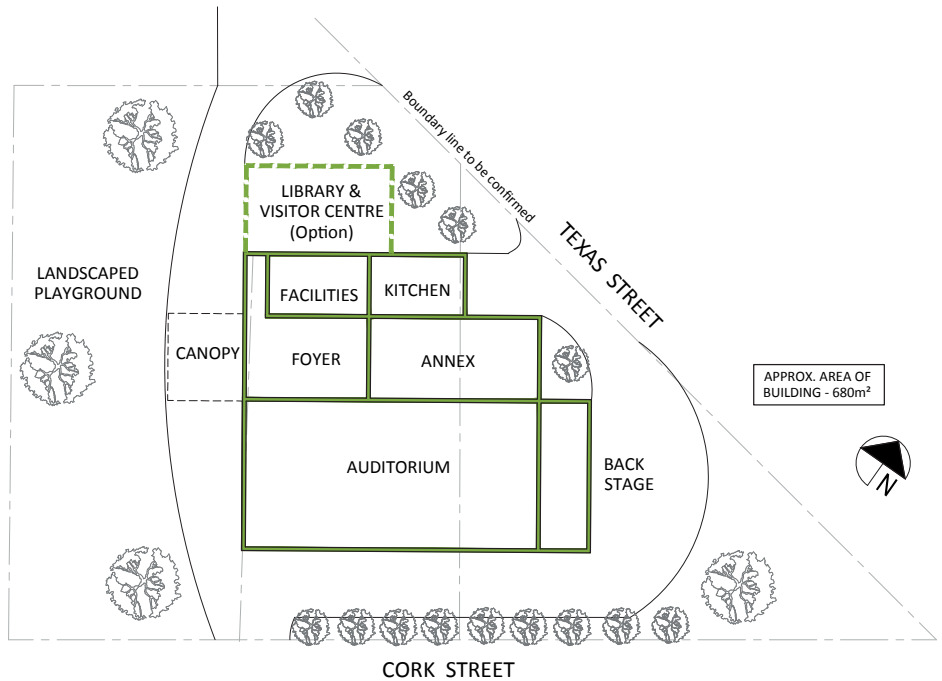 Boundary line to be confirmed
TEXAS STREET
LIBRARY &
VISITOR CENTRE
(Option)
LANDSCAPED
PLAYGROUND
FACILITIES
KITCHEN
CANOPY
FOYER
ANNEX
APPROX. AREA OF
BUILDING - 680m²
AUDITORIUM
BACK
STAGE
N
CORK STREET